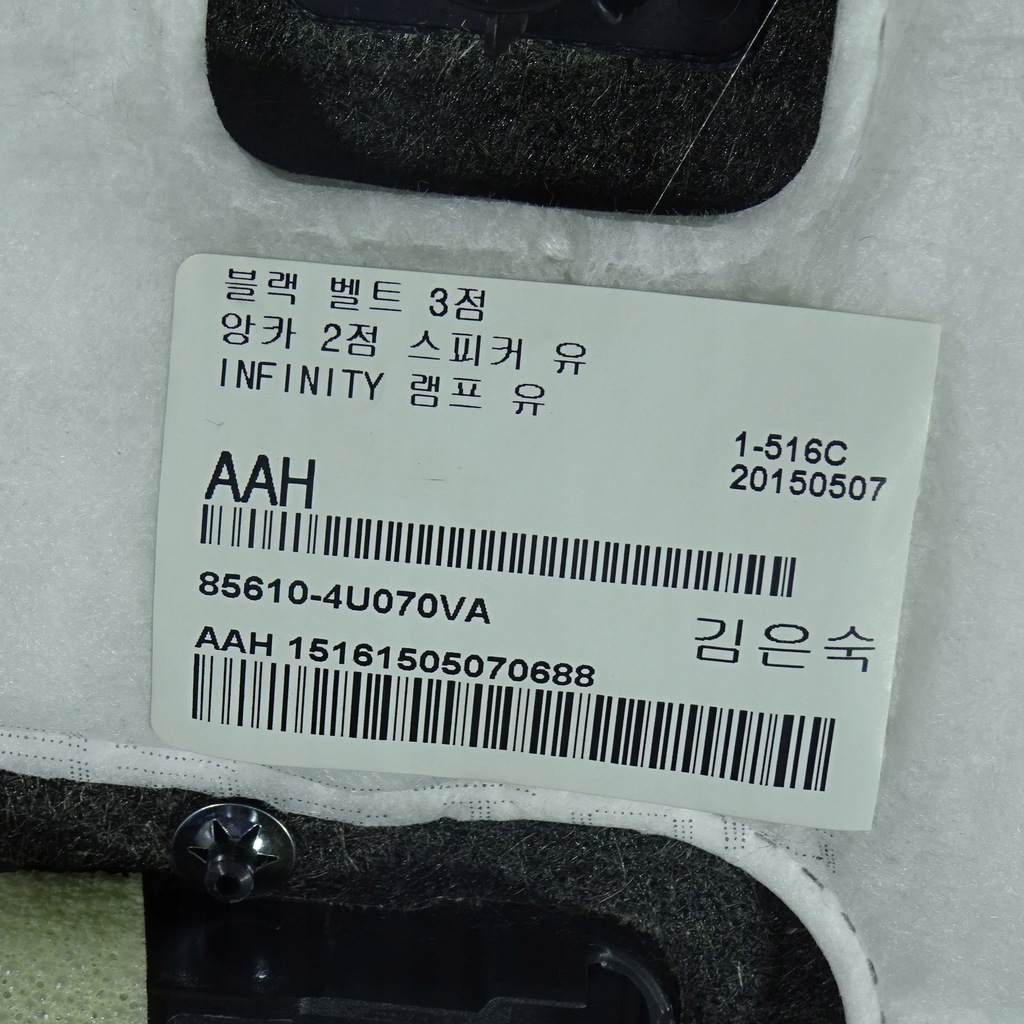 블랙 벨트 3점
앙카 2점 스피커 유
INFINITY 램프 유
1-516C
20150507
AAH
85610-4U070VA
김은숙
AAH 15161505070688